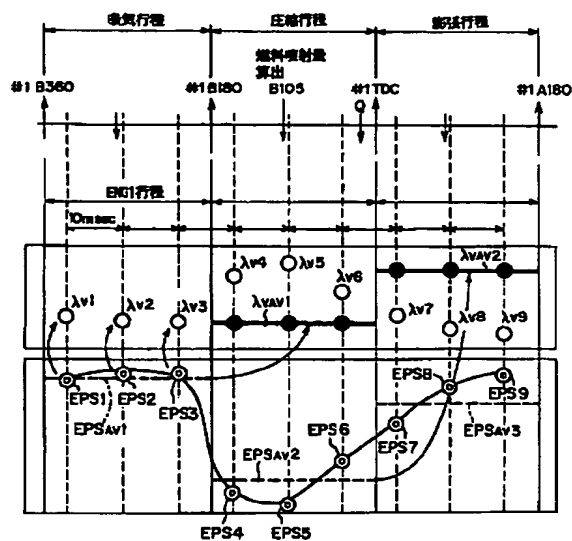 吸気行程 圧縮行程 膨張行程
燃料噴射量
算出
#1 B360 #1 B180 B105 #1 TDC #1 A180
Q
ENG1行程
10msec
λv1 λv2 λv3 λv4 λv5 λv6 λVAV1 λv7 λv8 λv9 λVAV2
EPS1 EPS2 EPS3 EPS8 EPS9
EPSAV1 EPSAV2 EPS6 EPS7 EPSAV3
EPS4 EPS5